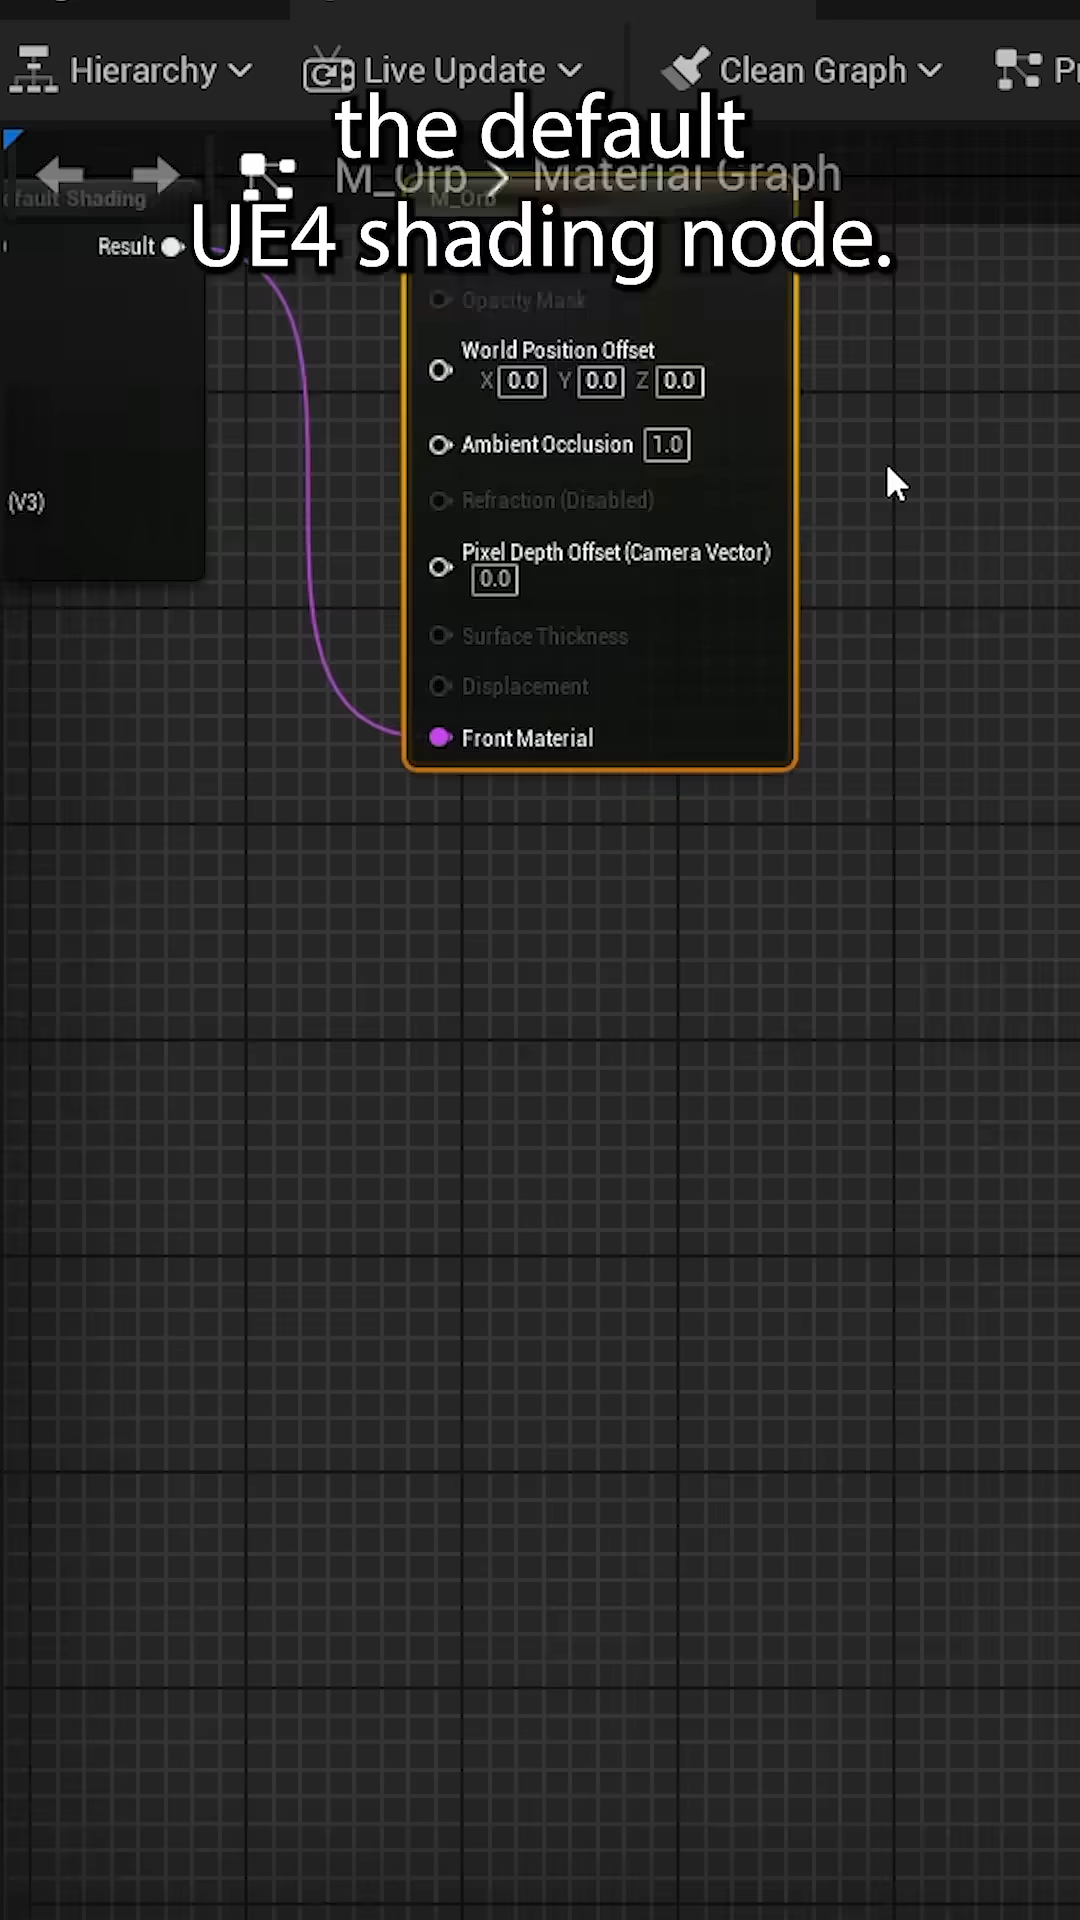 Hierarchy Live Update Clean Graph
the default
M_Orb > Material Graph
fault Shading M_Orb
UE4 shading node.
Result
Opacity Mask
World Position Offset
X 0.0 Y 0.0 Z 0.0
Ambient Occlusion 1.0
Refraction (Disabled)
(V3)
Pixel Depth Offset (Camera Vector)
0.0
Surface Thickness
Displacement
Front Material